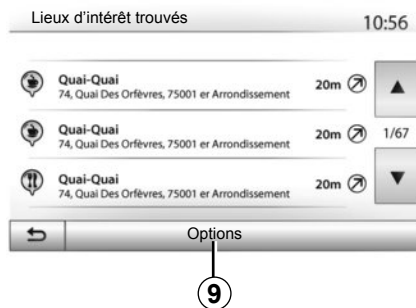 Lieux d'intérêt trouvés 10:56
Quai-Quai
74, Quai Des Orfèvres, 75001 er Arrondissement
20m
Quai-Quai
74, Quai Des Orfèvres, 75001 er Arrondissement
20m
1/67
Quai-Quai
74, Quai Des Orfèvres, 75001 er Arrondissement
20m
Options
9